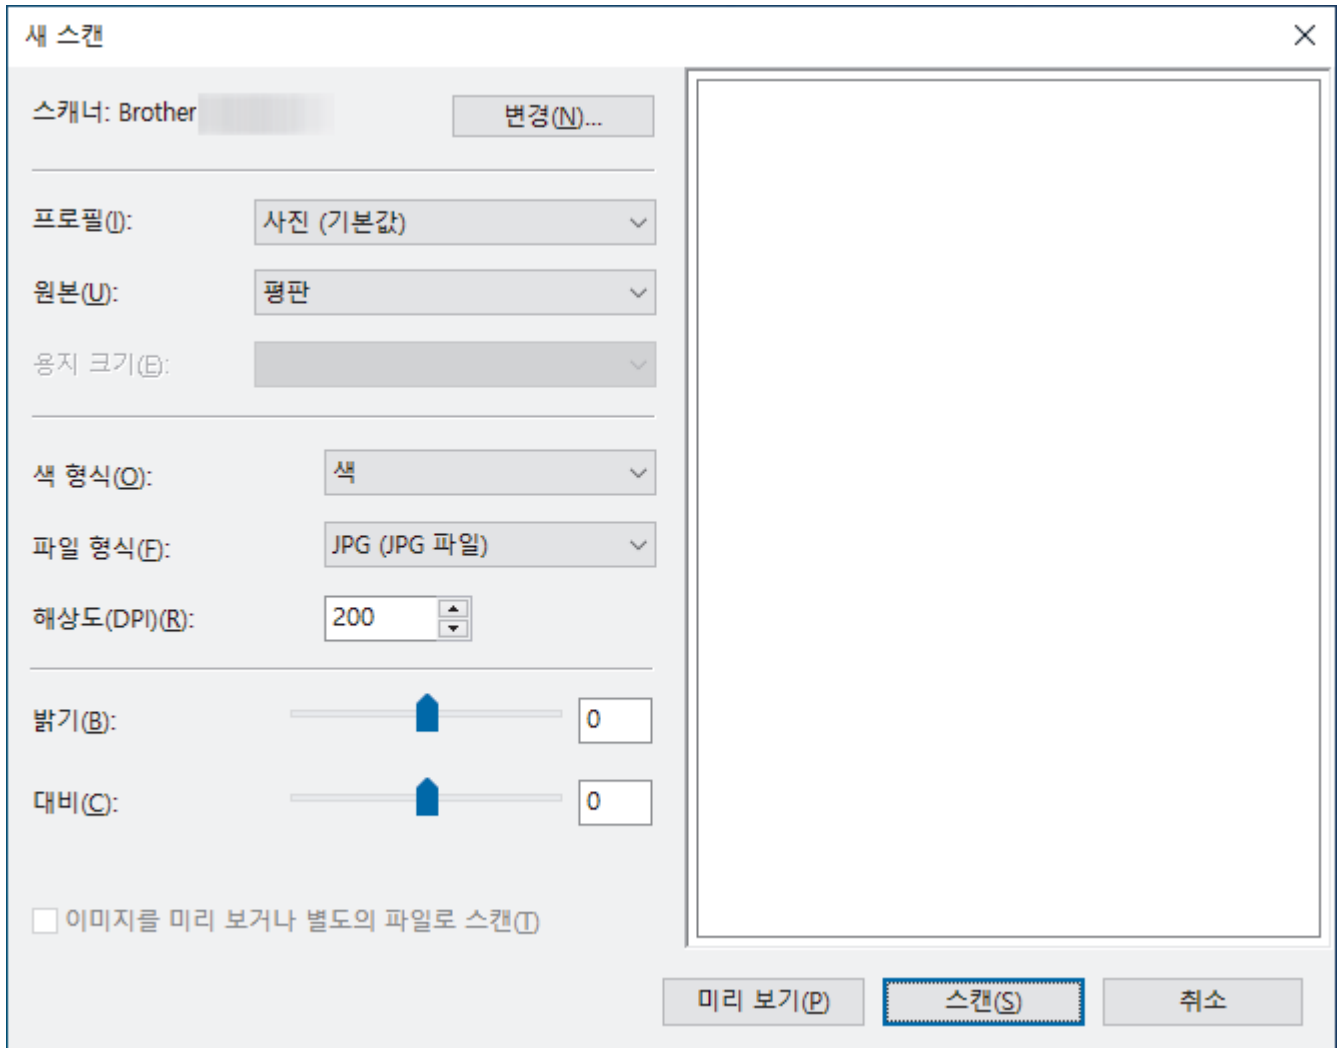 새 스캔
스캐너: Brother
변경(N)...
프로필(I):
사진 (기본값)
원본(U):
평판
용지 크기(E):
색 형식(O):
색
파일 형식(F):
JPG (JPG 파일)
해상도(DPI)(R):
200
밝기(B):
0
대비(C):
0
이미지를 미리 보거나 별도의 파일로 스캔(T)
미리 보기(P)
스캔(S)
취소